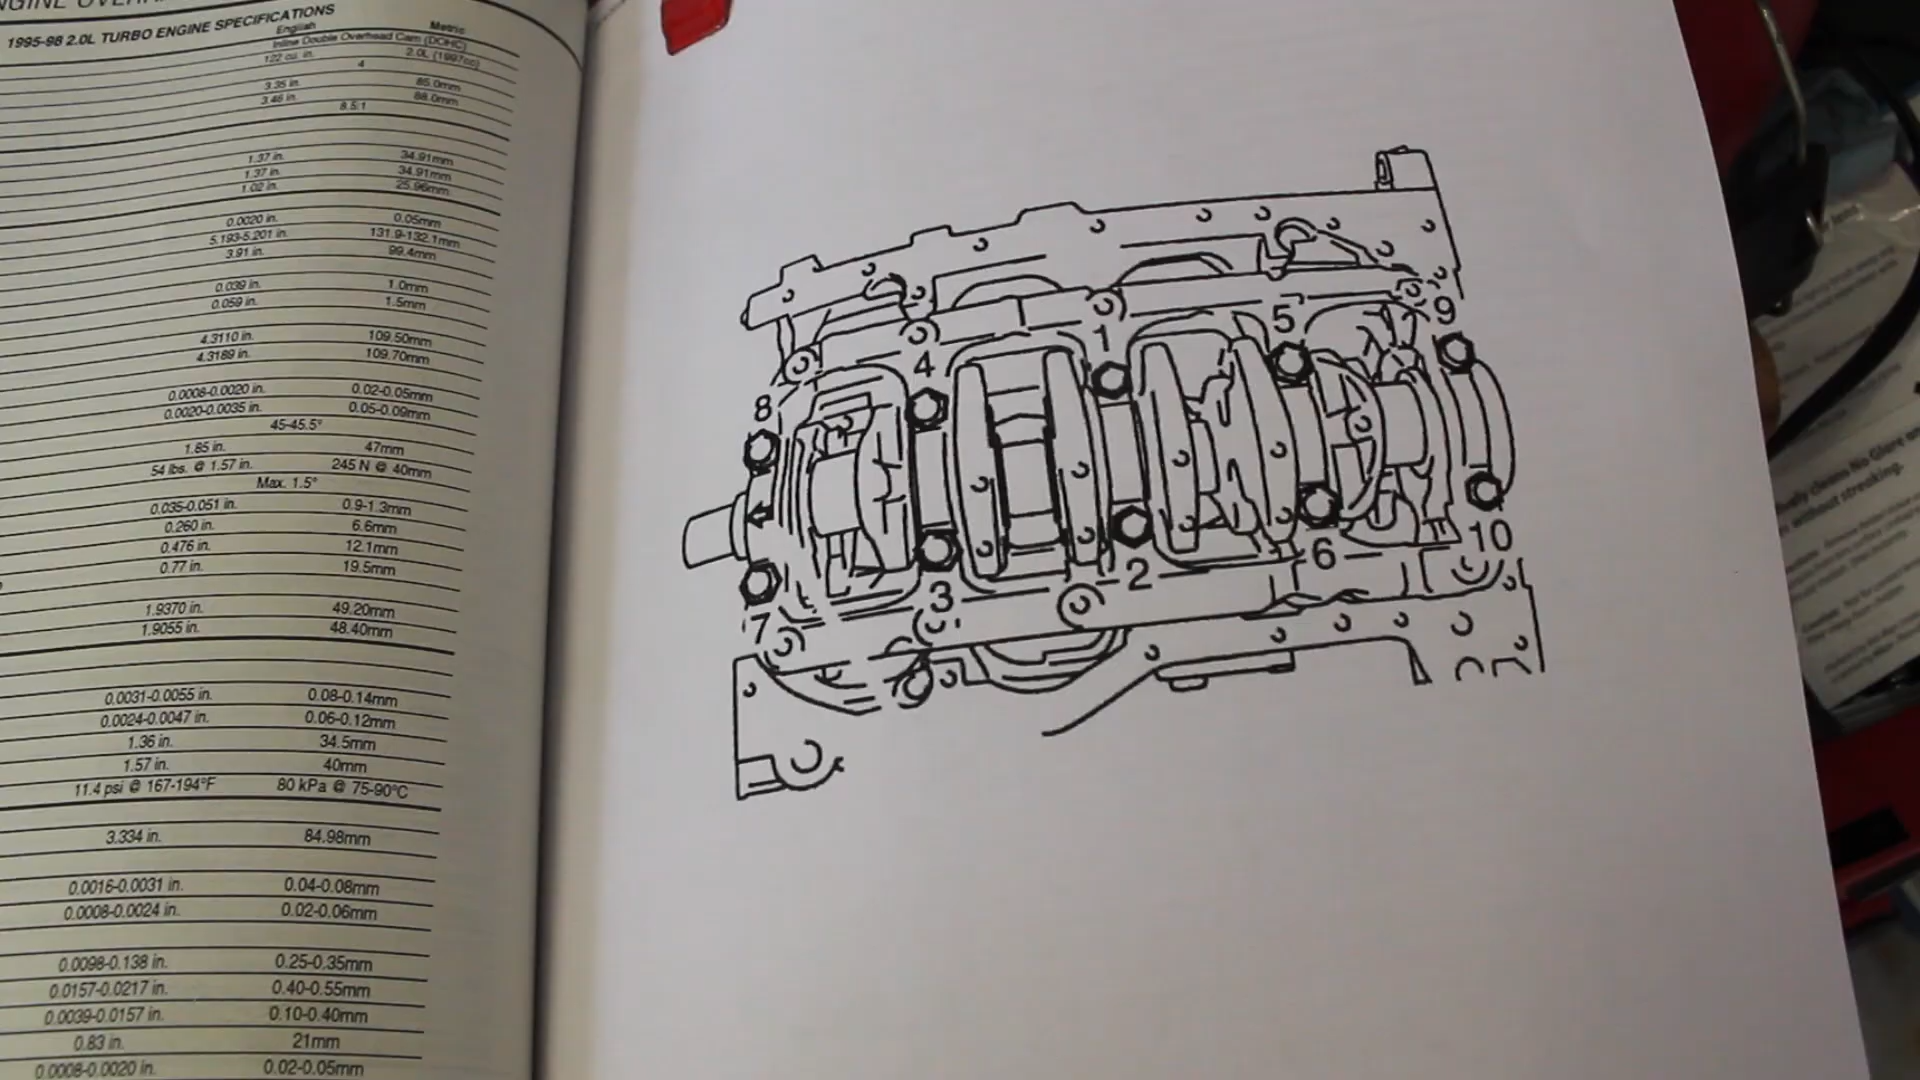 1995-98 2.0L TURBO ENGINE SPECIFICATIONS
English Metric
Inline Double Overhead Cam (DOHC)
122 cu. in. 2.0L (1997cc)
4
3.35 in. 85.0mm
3.46 in. 88.0mm
8.5:1
1.37 in. 34.91mm
1.37 in. 34.91mm
1.02 in. 25.96mm
0.0020 in. 0.05mm
5.193-5.201 in. 131.9-132.1mm
3.91 in. 99.4mm
0.039 in. 1.0mm
0.059 in. 1.5mm
4.3110 in. 109.50mm
4.3189 in. 109.70mm
0.0008-0.0020 in. 0.02-0.05mm
0.0020-0.0035 in. 0.05-0.09mm
45-45.5°
1.85 in. 47mm
54 lbs. @ 1.57 in. 245 N @ 40mm
Max. 1.5°
0.035-0.051 in. 0.9-1.3mm
0.260 in. 6.6mm
0.476 in. 12.1mm
0.77 in. 19.5mm
1.9370 in. 49.20mm
1.9055 in. 48.40mm
0.0031-0.0055 in. 0.08-0.14mm
0.0024-0.0047 in. 0.06-0.12mm
1.36 in. 34.5mm
1.57 in. 40mm
11.4 psi @ 167-194°F 80 kPa @ 75-90°C
3.334 in. 84.98mm
0.0016-0.0031 in. 0.04-0.08mm
0.0008-0.0024 in. 0.02-0.06mm
0.0098-0.138 in. 0.25-0.35mm
0.0157-0.0217 in. 0.40-0.55mm
0.0039-0.0157 in. 0.10-0.40mm
0.83 in. 21mm
0.0008-0.0020 in. 0.02-0.05mm
8 4 1 5 9
7 3 2 6 10
Cleans No Glare
without streaking.